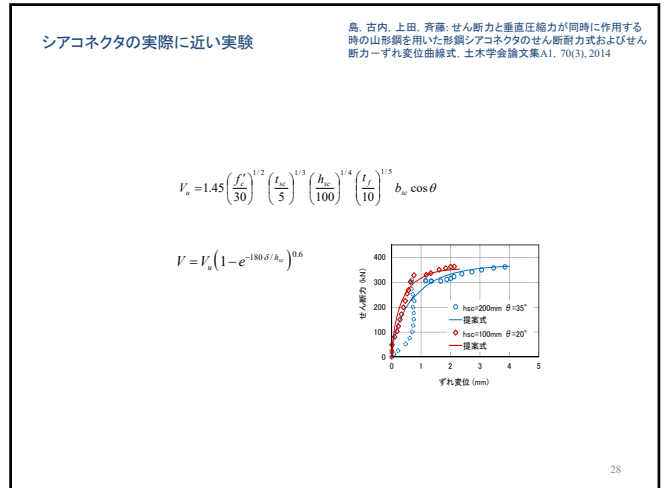 シアコネクタの実際に近い実験
島, 古内, 上田, 斉藤: せん断力と垂直圧縮力が同時に作用する
時の山形鋼を用いた形鋼シアコネクタのせん断耐力式およびせん
断力－ずれ変位曲線式, 土木学会論文集A1, 70(3), 2014
V_u = 1.45 (f'_c/30)^{1/2} (t_sc/5)^{1/3} (h_sc/100)^{1/4} (t_f/10)^{1/5} b_sc cosθ
V = V_u(1 − e^{−180 δ / h_sc})^{0.6}
せん断力 (kN)
400
300
200
100
0
hsc=200mm θ=35°
提案式
hsc=100mm θ=20°
提案式
0 1 2 3 4 5
ずれ変位 (mm)
28